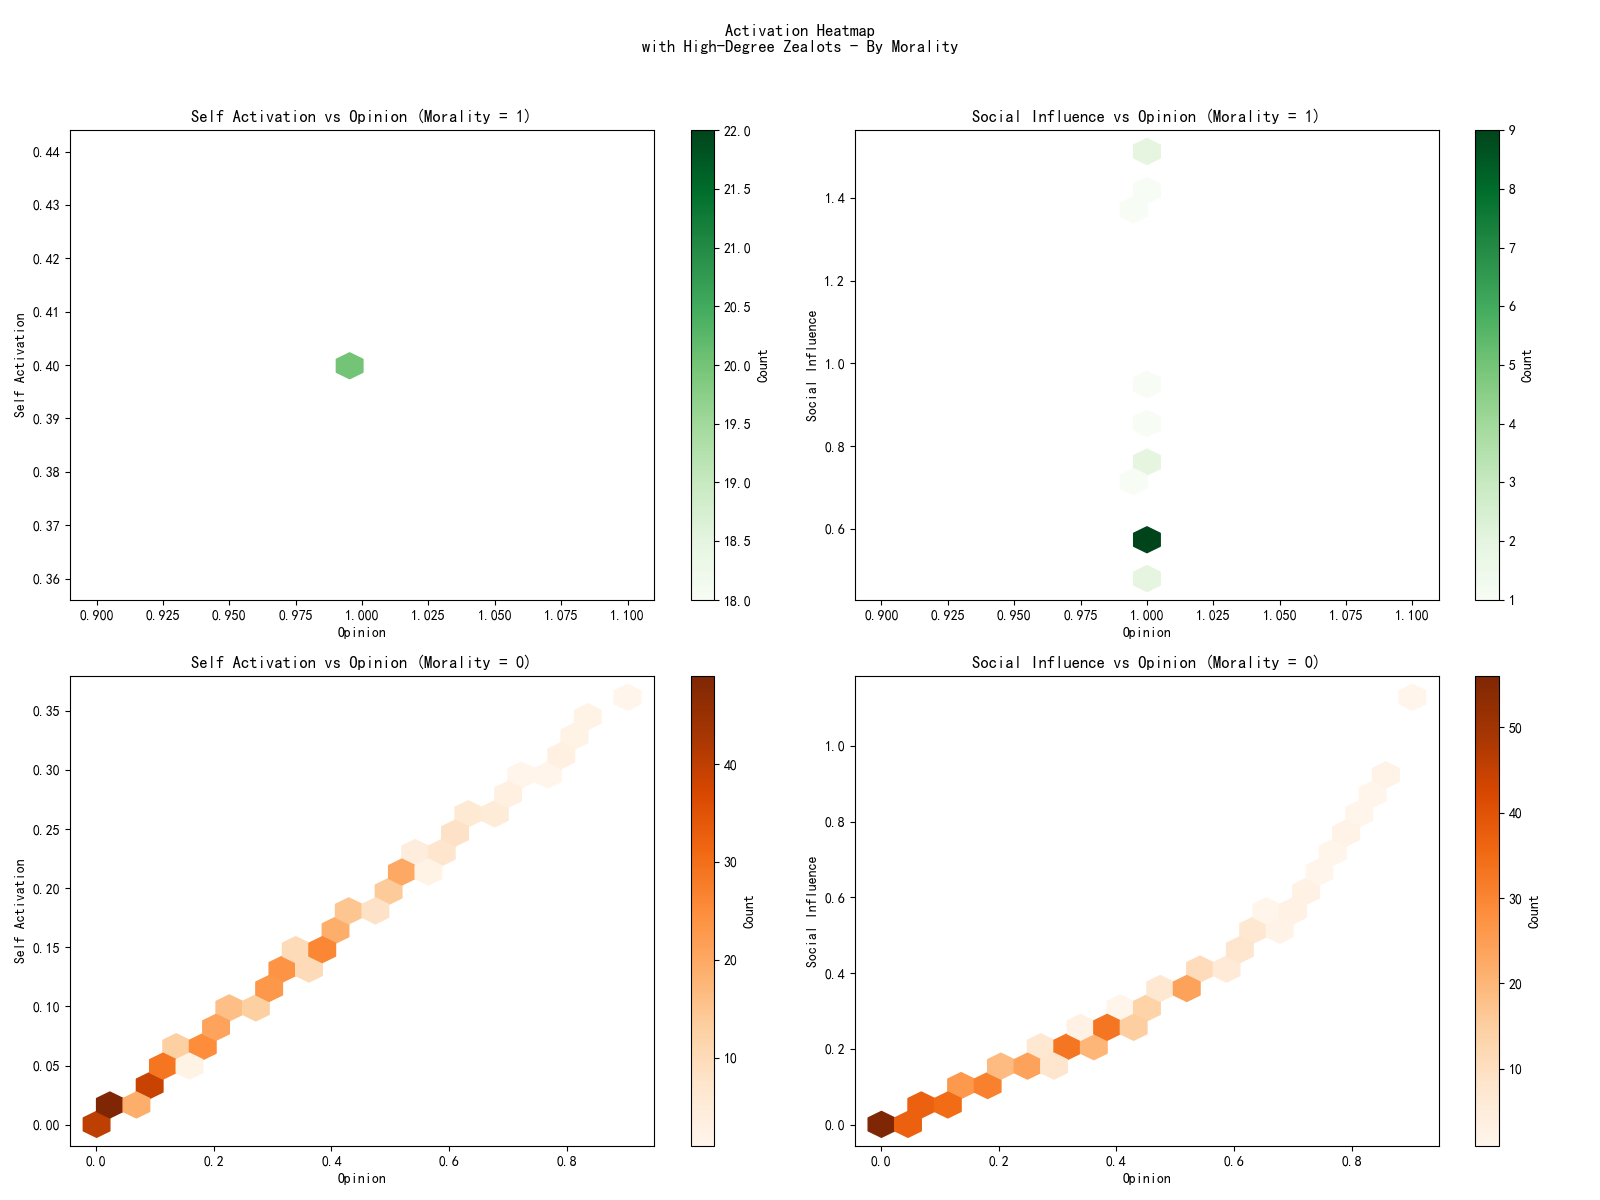 Activation Heatmap
with High-Degree Zealots - By Morality
Self Activation vs Opinion (Morality = 1)
0.44
0.43
0.42
0.41
0.40
0.39
0.38
0.37
0.36
Self Activation
0.900 0.925 0.950 0.975 1.000 1.025 1.050 1.075 1.100
Opinion
22.0
21.5
21.0
20.5
20.0
19.5
19.0
18.5
18.0
Count
Social Influence vs Opinion (Morality = 1)
1.4
1.2
1.0
0.8
0.6
Social Influence
0.900 0.925 0.950 0.975 1.000 1.025 1.050 1.075 1.100
Opinion
9
8
7
6
5
4
3
2
1
Count
Self Activation vs Opinion (Morality = 0)
0.35
0.30
0.25
0.20
0.15
0.10
0.05
0.00
Self Activation
0.0 0.2 0.4 0.6 0.8
Opinion
40
30
20
10
Count
Social Influence vs Opinion (Morality = 0)
1.0
0.8
0.6
0.4
0.2
0.0
Social Influence
0.0 0.2 0.4 0.6 0.8
Opinion
50
40
30
20
10
Count